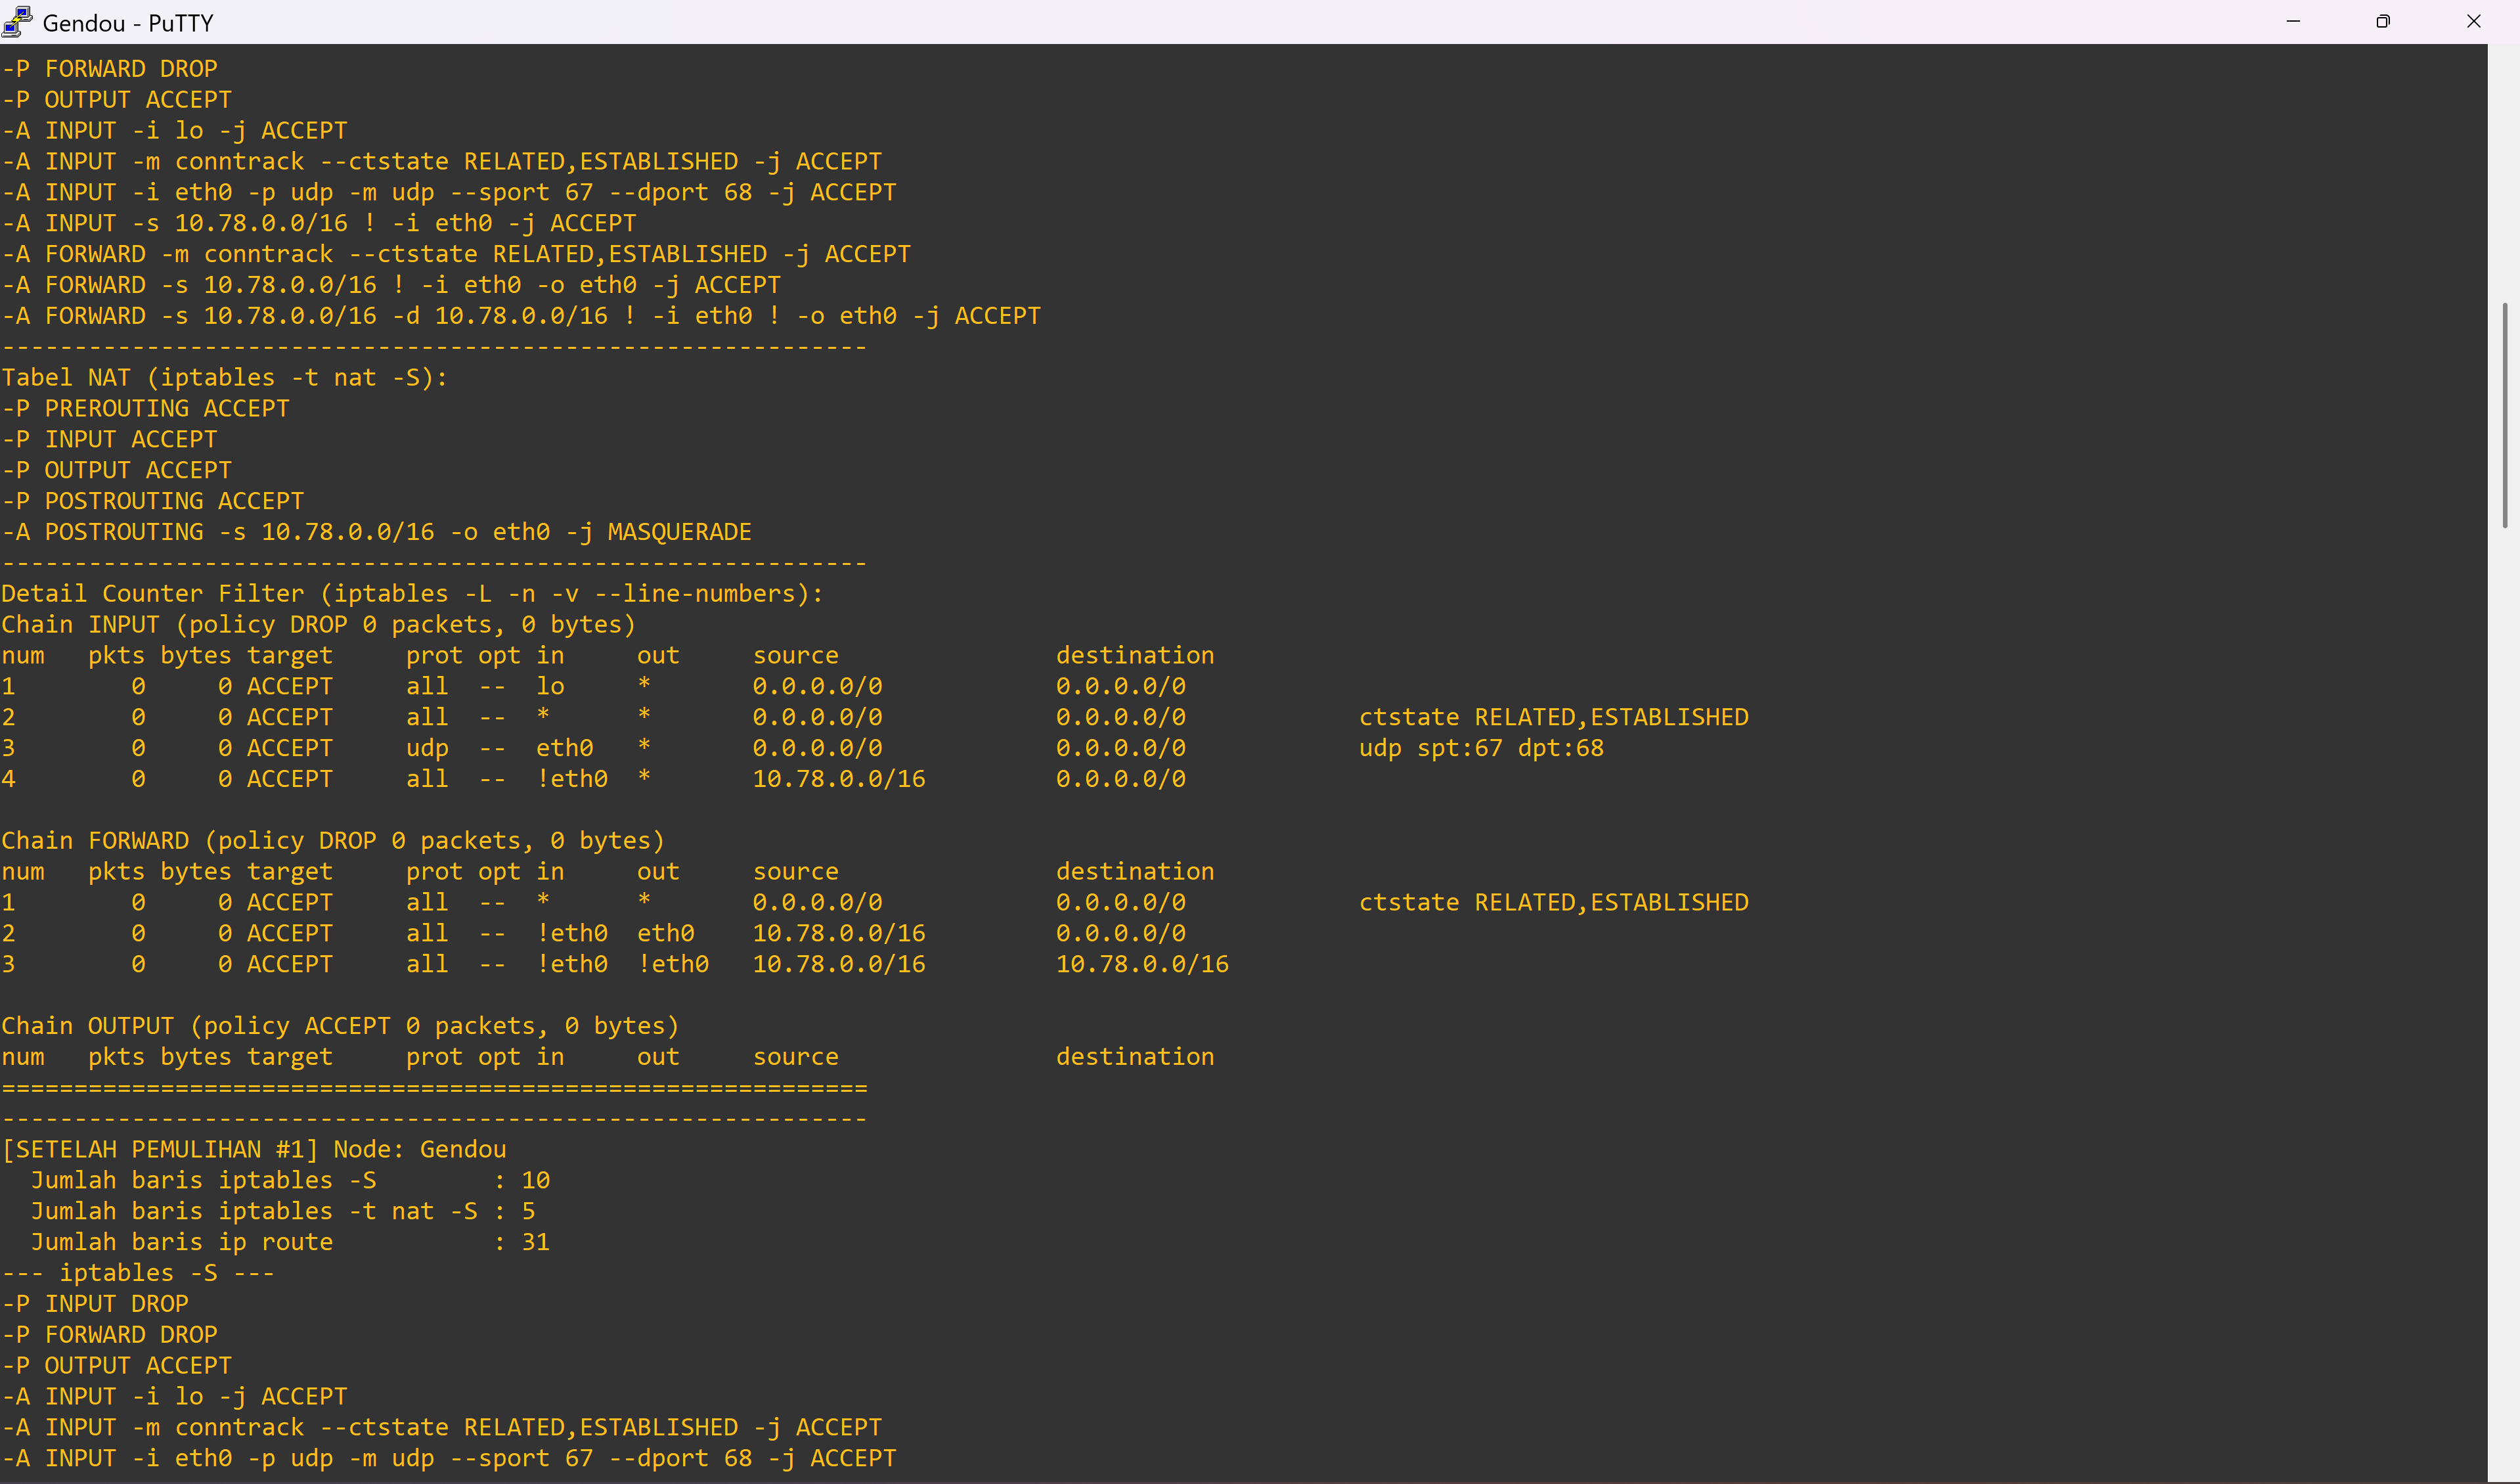 Gendou - PuTTY
-P FORWARD DROP
-P OUTPUT ACCEPT
-A INPUT -i lo -j ACCEPT
-A INPUT -m conntrack --ctstate RELATED,ESTABLISHED -j ACCEPT
-A INPUT -i eth0 -p udp -m udp --sport 67 --dport 68 -j ACCEPT
-A INPUT -s 10.78.0.0/16 ! -i eth0 -j ACCEPT
-A FORWARD -m conntrack --ctstate RELATED,ESTABLISHED -j ACCEPT
-A FORWARD -s 10.78.0.0/16 ! -i eth0 -o eth0 -j ACCEPT
-A FORWARD -s 10.78.0.0/16 -d 10.78.0.0/16 ! -i eth0 ! -o eth0 -j ACCEPT
------------------------------------------------------------
Tabel NAT (iptables -t nat -S):
-P PREROUTING ACCEPT
-P INPUT ACCEPT
-P OUTPUT ACCEPT
-P POSTROUTING ACCEPT
-A POSTROUTING -s 10.78.0.0/16 -o eth0 -j MASQUERADE
------------------------------------------------------------
Detail Counter Filter (iptables -L -n -v --line-numbers):
Chain INPUT (policy DROP 0 packets, 0 bytes)
num   pkts bytes target     prot opt in     out     source               destination
1        0     0 ACCEPT     all  --  lo     *       0.0.0.0/0            0.0.0.0/0
2        0     0 ACCEPT     all  --  *      *       0.0.0.0/0            0.0.0.0/0            ctstate RELATED,ESTABLISHED
3        0     0 ACCEPT     udp  --  eth0   *       0.0.0.0/0            0.0.0.0/0            udp spt:67 dpt:68
4        0     0 ACCEPT     all  --  !eth0  *       10.78.0.0/16         0.0.0.0/0

Chain FORWARD (policy DROP 0 packets, 0 bytes)
num   pkts bytes target     prot opt in     out     source               destination
1        0     0 ACCEPT     all  --  *      *       0.0.0.0/0            0.0.0.0/0            ctstate RELATED,ESTABLISHED
2        0     0 ACCEPT     all  --  !eth0  eth0    10.78.0.0/16         0.0.0.0/0
3        0     0 ACCEPT     all  --  !eth0  !eth0   10.78.0.0/16         10.78.0.0/16

Chain OUTPUT (policy ACCEPT 0 packets, 0 bytes)
num   pkts bytes target     prot opt in     out     source               destination
============================================================
------------------------------------------------------------
[SETELAH PEMULIHAN #1] Node: Gendou
  Jumlah baris iptables -S        : 10
  Jumlah baris iptables -t nat -S : 5
  Jumlah baris ip route           : 31
--- iptables -S ---
-P INPUT DROP
-P FORWARD DROP
-P OUTPUT ACCEPT
-A INPUT -i lo -j ACCEPT
-A INPUT -m conntrack --ctstate RELATED,ESTABLISHED -j ACCEPT
-A INPUT -i eth0 -p udp -m udp --sport 67 --dport 68 -j ACCEPT